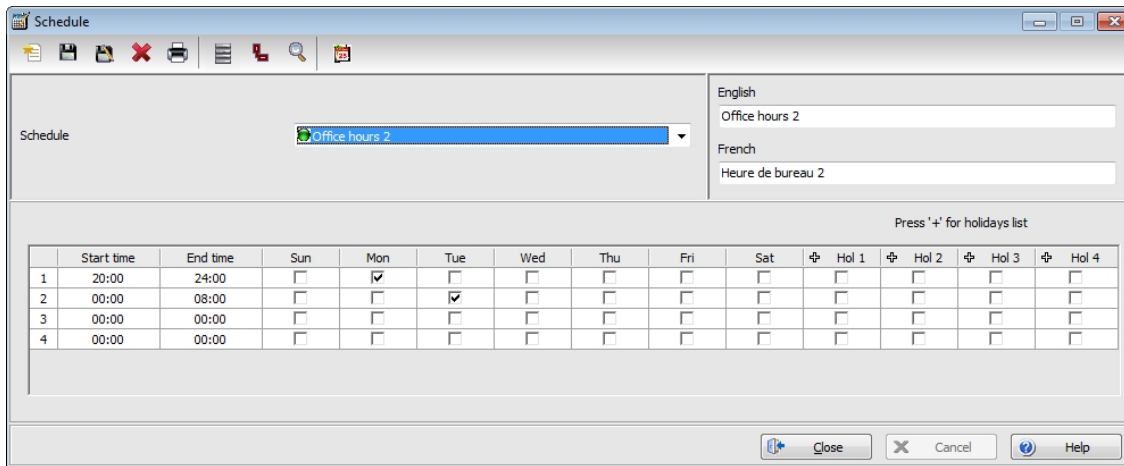 Schedule
25
English
Office hours 2
Schedule
Office hours 2
French
Heure de bureau 2
Press '+' for holidays list
Start time End time Sun Mon Tue Wed Thu Fri Sat Hol 1 Hol 2 Hol 3 Hol 4
1 20:00 24:00
2 00:00 08:00
3 00:00 00:00
4 00:00 00:00
Close Cancel Help